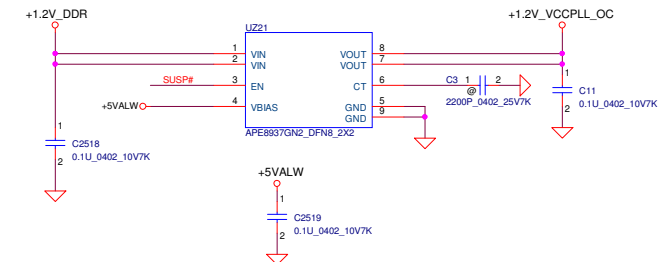 +1.2V_DDR
+1.2V_VCCPLL_OC
UZ21
1 VIN VOUT 8
2 VIN VOUT 7
SUSP# 3 EN CT 6 C3 1 2
@
2200P_0402_25V7K
+5VALW 4 VBIAS GND 5
GND 9
APE8937GN2_DFN8_2X2
1
C11
0.1U_0402_10V7K
2
1
C2518
0.1U_0402_10V7K
2
+5VALW
1
C2519
0.1U_0402_10V7K
2